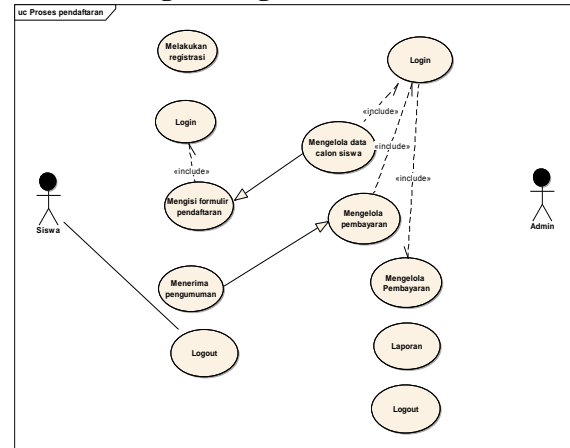 uc Proses pendaftaran
Melakukan
registrasi
Login
Login
«include»
Mengelola data
calon siswa
«include»
«include»
«include»
Mengisi formulir
pendaftaran
Siswa
Admin
Mengelola
pembayaran
Menerima
pengumuman
Mengelola
Pembayaran
Logout
Laporan
Logout